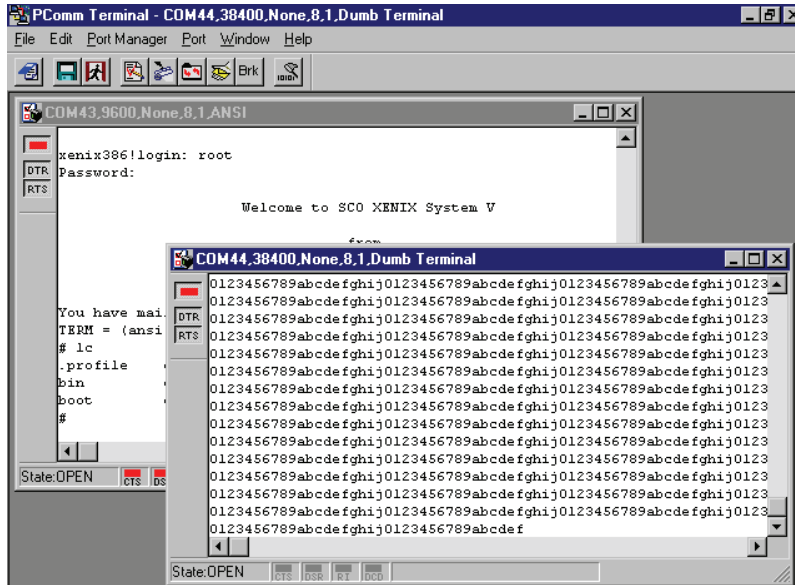 PComm Terminal - COM44,38400,None,8,1,Dumb Terminal
File Edit Port Manager Port Window Help
Brk
COM43,9600,None,8,1,ANSI
DTR
RTS
xenix386!login: root
Password:
Welcome to SCO XENIX System V
from
You have mai
TERM = (ansi
# lc
.profile
bin
boot
#
State:OPEN CTS DS
COM44,38400,None,8,1,Dumb Terminal
DTR
RTS
0123456789abcdefghij0123456789abcdefghij0123456789abcdefghij0123
0123456789abcdefghij0123456789abcdefghij0123456789abcdefghij0123
0123456789abcdefghij0123456789abcdefghij0123456789abcdefghij0123
0123456789abcdefghij0123456789abcdefghij0123456789abcdefghij0123
0123456789abcdefghij0123456789abcdefghij0123456789abcdefghij0123
0123456789abcdefghij0123456789abcdefghij0123456789abcdefghij0123
0123456789abcdefghij0123456789abcdefghij0123456789abcdefghij0123
0123456789abcdefghij0123456789abcdefghij0123456789abcdefghij0123
0123456789abcdefghij0123456789abcdefghij0123456789abcdefghij0123
0123456789abcdefghij0123456789abcdefghij0123456789abcdefghij0123
0123456789abcdefghij0123456789abcdefghij0123456789abcdefghij0123
0123456789abcdefghij0123456789abcdefghij0123456789abcdefghij0123
0123456789abcdefghij0123456789abcdefghij0123456789abcdefghij0123
0123456789abcdefghij0123456789abcdefghij0123456789abcdefghij0123
0123456789abcdefghij0123456789abcdef
State:OPEN CTS DSR RI DCD